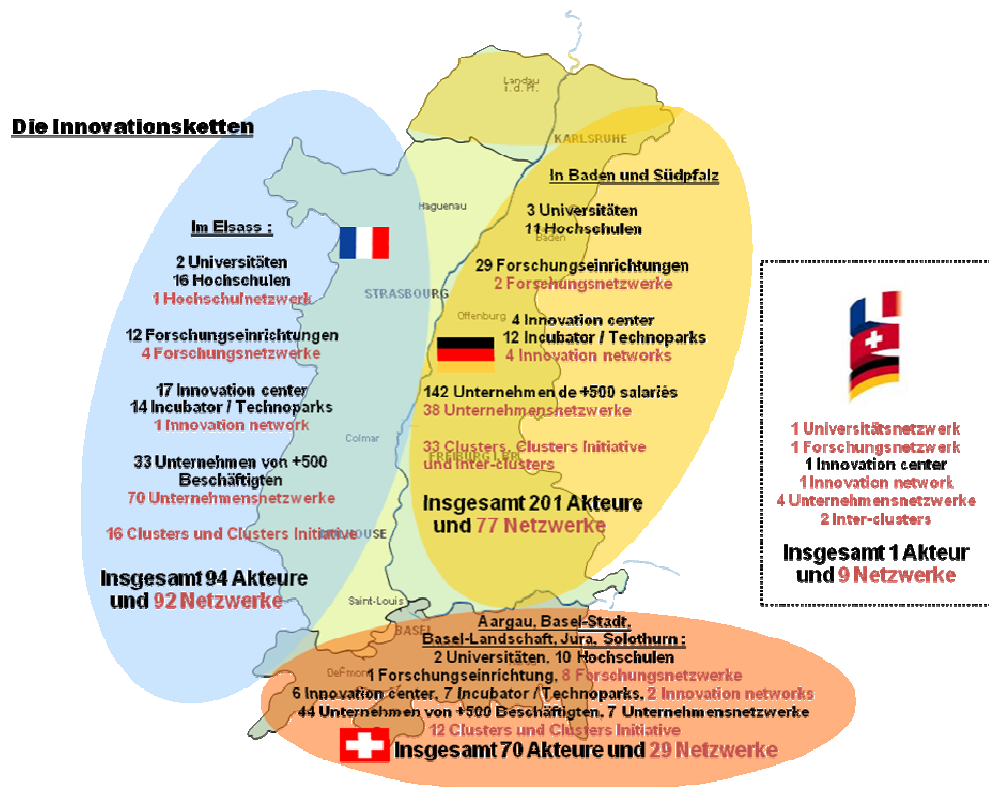 Die Innovationsketten
Landau
i. d. Pf.
KARLSRUHE
Haguenau
STRASBOURG
Baden
Offenburg
Colmar
FREIBURG I. BR.
Saint-Louis
BASEL
Im Elsass :
2 Universitäten
16 Hochschulen
1 Hochschulnetzwerk
12 Forschungseinrichtungen
4 Forschungsnetzwerke
17 Innovation center
14 Incubator / Technoparks
1 Innovation network
33 Unternehmen von +500
Beschäftigten
70 Unternehmensnetzwerke
16 Clusters und Clusters Initiative
Insgesamt 94 Akteure
und 92 Netzwerke
In Baden und Südpfalz
3 Universitäten
11 Hochschulen
29 Forschungseinrichtungen
2 Forschungsnetzwerke
4 Innovation center
12 Incubator / Technoparks
4 Innovation networks
142 Unternehmen de +500 salariés
38 Unternehmensnetzwerke
33 Clusters, Clusters Initiative
und Inter-clusters
Insgesamt 201 Akteure
und 77 Netzwerke
1 Universitätsnetzwerk
1 Forschungsnetzwerk
1 Innovation center
1 Innovation network
4 Unternehmensnetzwerke
2 Inter-clusters
Insgesamt 1 Akteur
und 9 Netzwerke
Aargau, Basel-Stadt,
Basel-Landschaft, Jura, Solothurn :
2 Universitäten, 10 Hochschulen
1 Forschungseinrichtung, 8 Forschungsnetzwerke
6 Innovation center, 7 Incubator / Technoparks, 2 Innovation networks
44 Unternehmen von +500 Beschäftigten, 7 Unternehmensnetzwerke
12 Clusters und Clusters Initiative
Insgesamt 70 Akteure und 29 Netzwerke